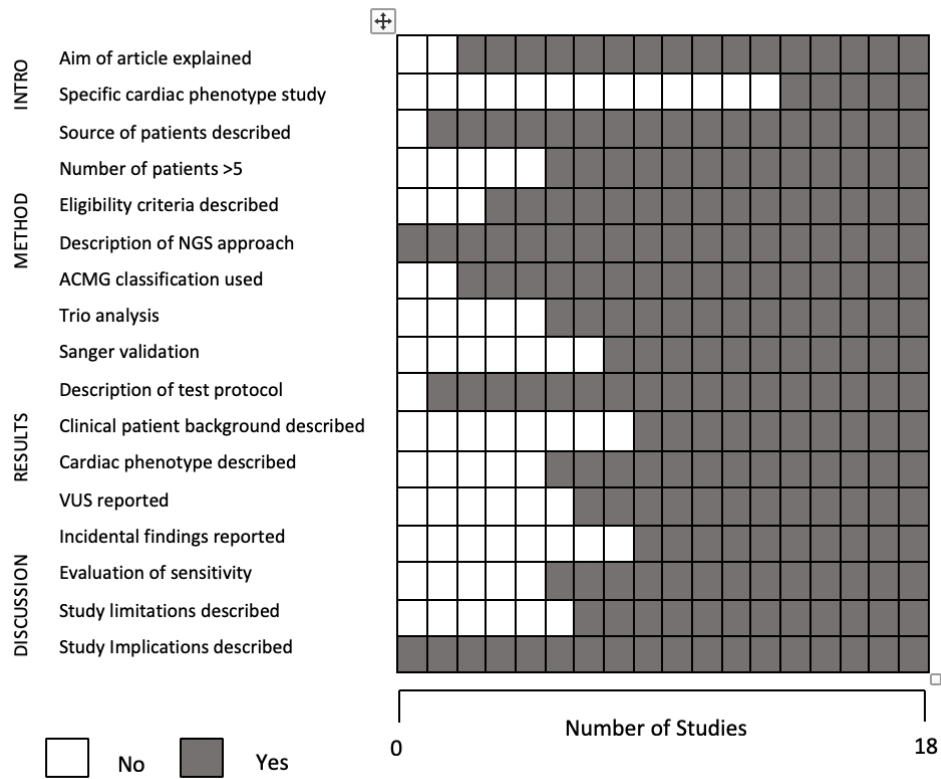 INTRO
Aim of article explained
Specific cardiac phenotype study
Source of patients described
Number of patients >5
METHOD
Eligibility criteria described
Description of NGS approach
ACMG classification used
Trio analysis
Sanger validation
Description of test protocol
RESULTS
Clinical patient background described
Cardiac phenotype described
VUS reported
Incidental findings reported
DISCUSSION
Evaluation of sensitivity
Study limitations described
Study Implications described
Number of Studies
0
18
No
Yes